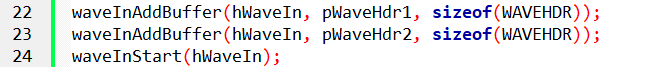 22 waveInAddBuffer(hWaveIn, pWaveHdr1, sizeof(WAVEHDR));
23 waveInAddBuffer(hWaveIn, pWaveHdr2, sizeof(WAVEHDR));
24 waveInStart(hWaveIn);